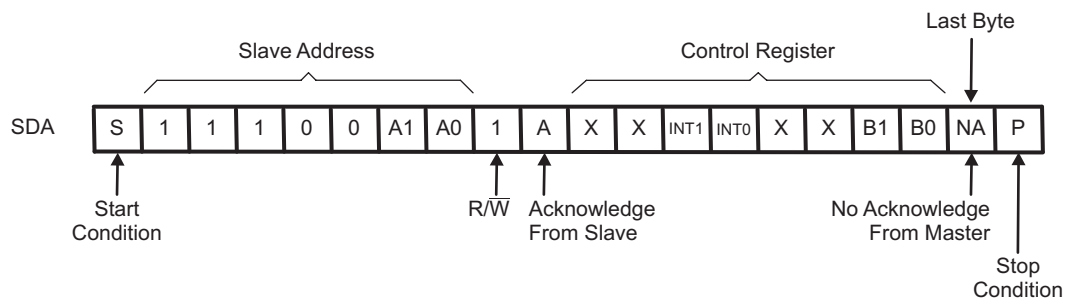 Last Byte
Slave Address Control Register
SDA S 1 1 1 0 0 A1 A0 1 A X X INT1 INT0 X X B1 B0 NA P
Start
Condition
R/W̅
Acknowledge
From Slave
No Acknowledge
From Master
Stop
Condition